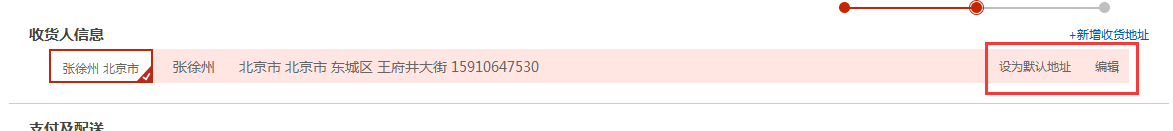 收货人信息
+新增收货地址
张徐州 北京市 张徐州 北京市 北京市 东城区 王府井大街 15910647530 设为默认地址 编辑
支付及配送